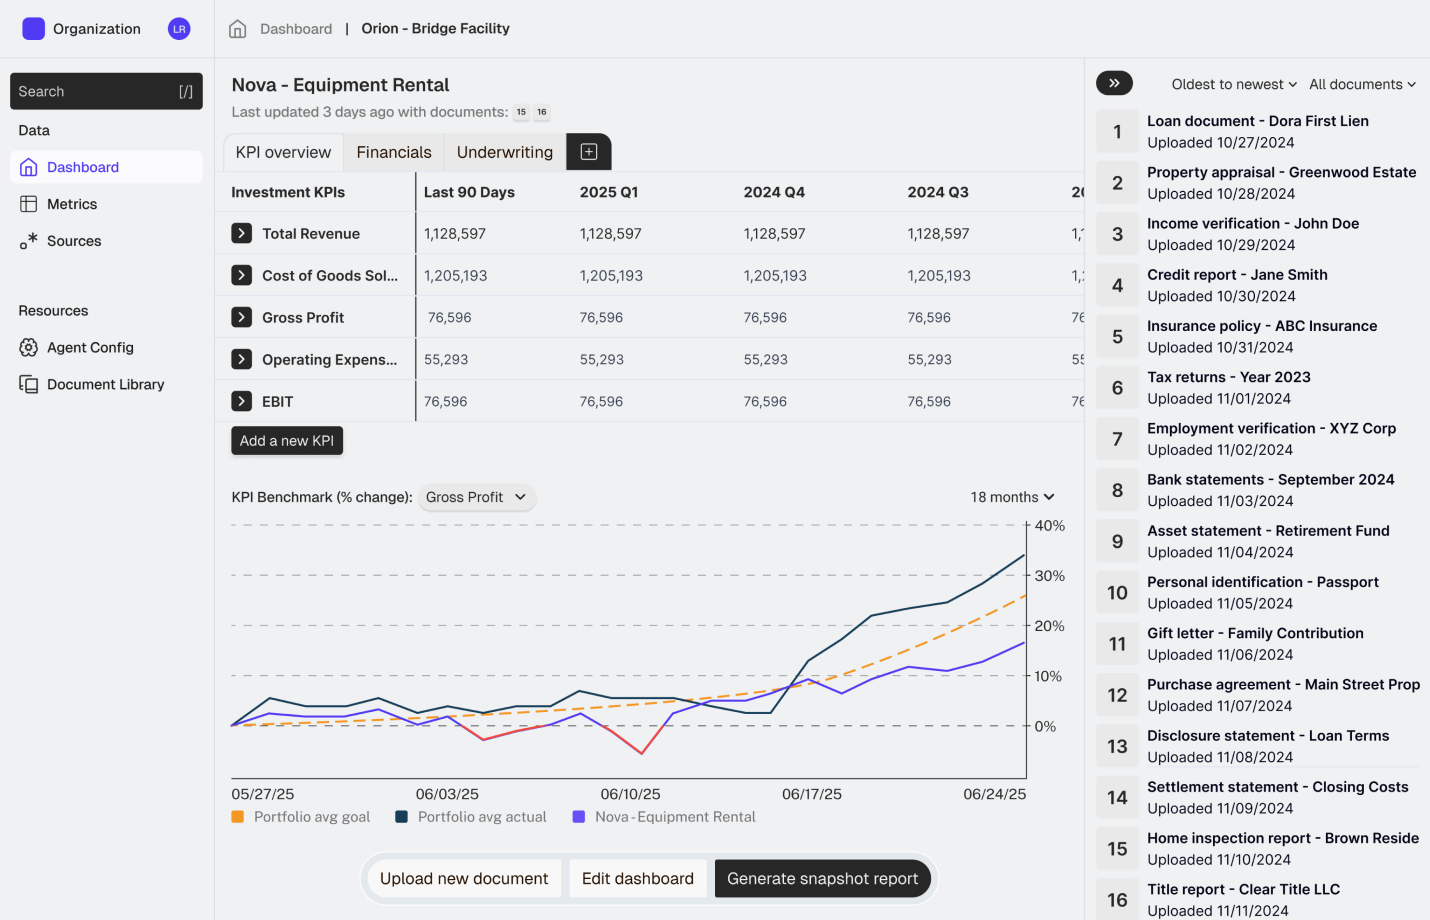 Organization
LR
Dashboard | Orion - Bridge Facility
Search [/]
Data
Dashboard
Metrics
Sources
Resources
Agent Config
Document Library
Nova - Equipment Rental
Last updated 3 days ago with documents: 15 16
KPI overview Financials Underwriting
Investment KPIs Last 90 Days 2025 Q1 2024 Q4 2024 Q3
Total Revenue 1,128,597 1,128,597 1,128,597 1,128,597
Cost of Goods Sol... 1,205,193 1,205,193 1,205,193 1,205,193
Gross Profit 76,596 76,596 76,596 76,596
Operating Expens... 55,293 55,293 55,293 55,293
EBIT 76,596 76,596 76,596 76,596
Add a new KPI
KPI Benchmark (% change): Gross Profit 18 months
40%
30%
20%
10%
0%
05/27/25 06/03/25 06/10/25 06/17/25 06/24/25
Portfolio avg goal Portfolio avg actual Nova - Equipment Rental
Upload new document Edit dashboard Generate snapshot report
Oldest to newest All documents
1 Loan document - Dora First Lien
Uploaded 10/27/2024
2 Property appraisal - Greenwood Estate
Uploaded 10/28/2024
3 Income verification - John Doe
Uploaded 10/29/2024
4 Credit report - Jane Smith
Uploaded 10/30/2024
5 Insurance policy - ABC Insurance
Uploaded 10/31/2024
6 Tax returns - Year 2023
Uploaded 11/01/2024
7 Employment verification - XYZ Corp
Uploaded 11/02/2024
8 Bank statements - September 2024
Uploaded 11/03/2024
9 Asset statement - Retirement Fund
Uploaded 11/04/2024
10 Personal identification - Passport
Uploaded 11/05/2024
11 Gift letter - Family Contribution
Uploaded 11/06/2024
12 Purchase agreement - Main Street Prop
Uploaded 11/07/2024
13 Disclosure statement - Loan Terms
Uploaded 11/08/2024
14 Settlement statement - Closing Costs
Uploaded 11/09/2024
15 Home inspection report - Brown Reside
Uploaded 11/10/2024
16 Title report - Clear Title LLC
Uploaded 11/11/2024